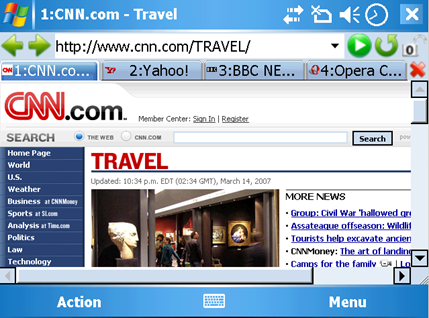 1:CNN.com - Travel
http://www.cnn.com/TRAVEL/
0
1:CNN.co... 2:Yahoo! 3:BBC NE... 4:Opera C...
CNN.com
Member Center: Sign In | Register
SEARCH THE WEB CNN.COM Search
Home Page
World
U.S.
Weather
Business at CNNMoney
Sports at SI.com
Analysis at Time.com
Politics
Law
Technology
TRAVEL
Updated: 10:34 p.m. EDT (02:34 GMT), March 14, 2007
MORE NEWS
• Group: Civil War 'hallowed gr
• Assateague offseason: Wildlif
• Tourists help excavate ancien
• CNNMoney: The art of landing
• Camps for the family
Action Menu